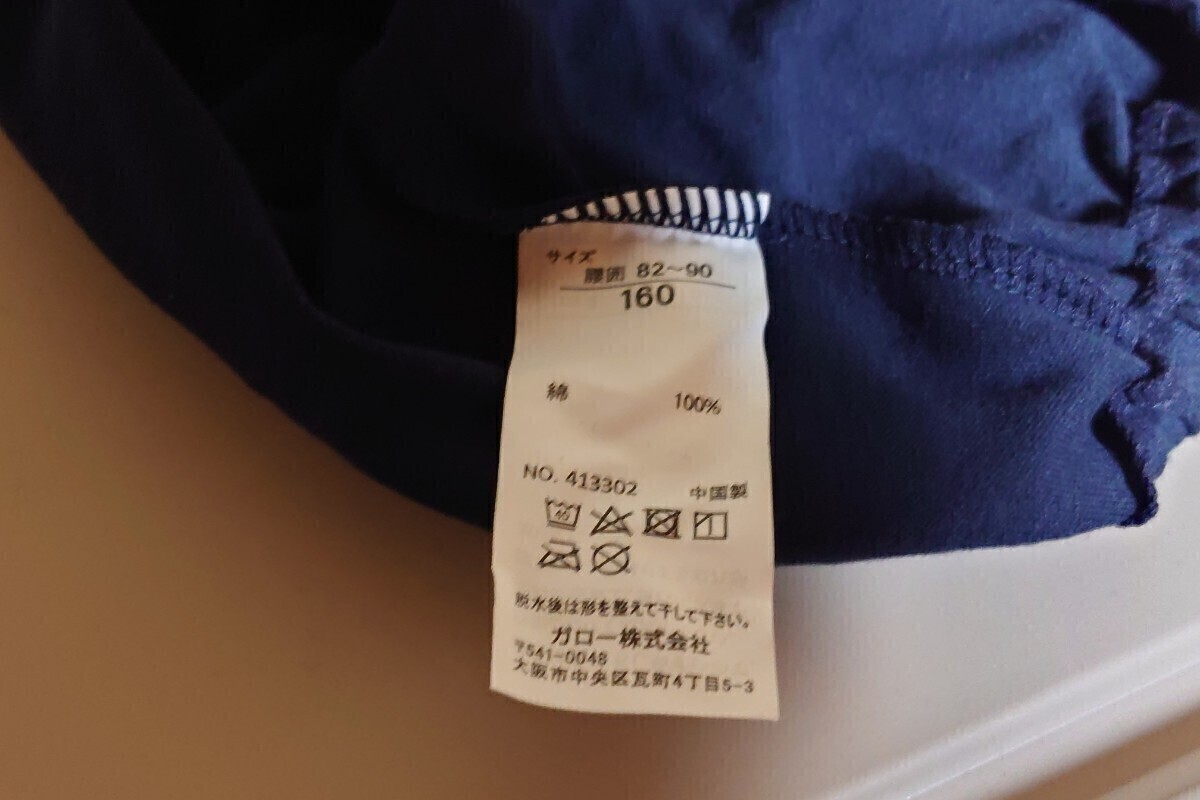 サイズ
腰囲 82~90
160
綿 100%
NO. 413302 中国製
40
脱水後は形を整えて干して下さい。
ガロー株式会社
〒541-0048
大阪市中央区瓦町4丁目5-3